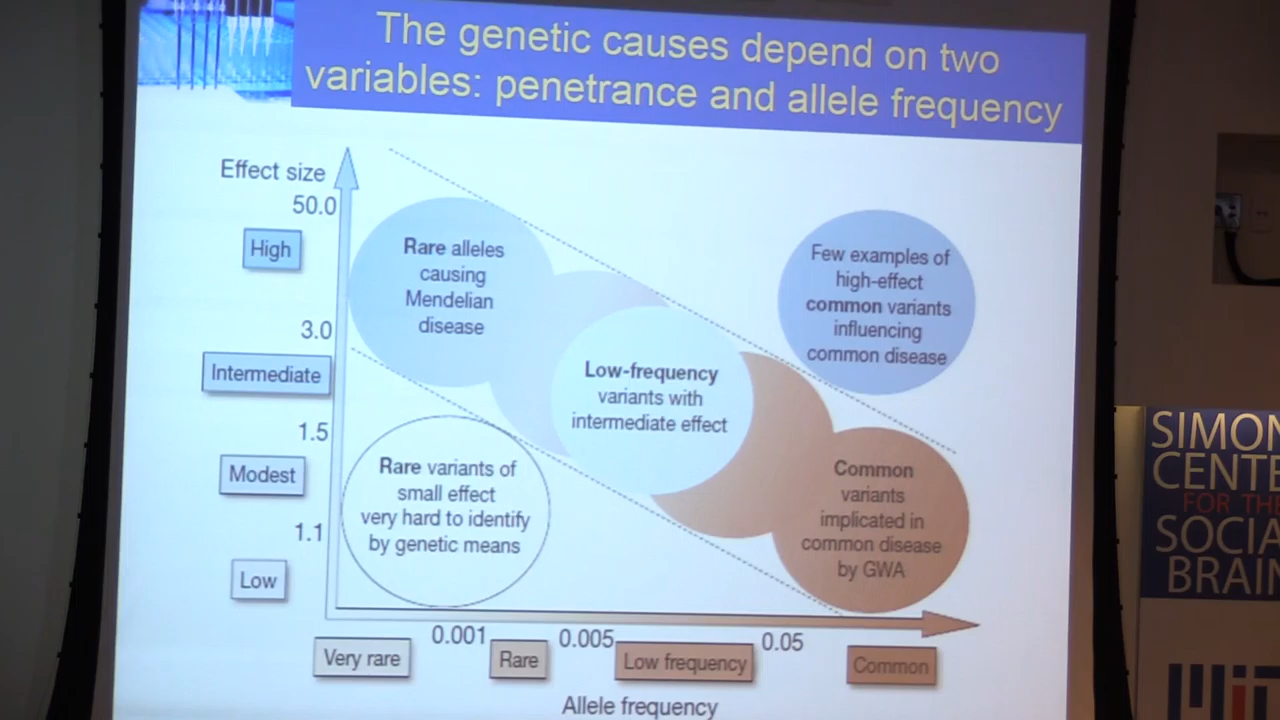 The genetic causes depend on two
variables: penetrance and allele frequency
Effect size
50.0
High
3.0
Intermediate
1.5
Modest
1.1
Low
Rare alleles
causing
Mendelian
disease
Few examples of
high-effect
common variants
influencing
common disease
Low-frequency
variants with
intermediate effect
Rare variants of
small effect
very hard to identify
by genetic means
Common
variants
implicated in
common disease
by GWA
0.001
0.005
0.05
Very rare
Rare
Low frequency
Common
Allele frequency
SIMON
CENTE
FOR TH
SOCIA
BRAIN
MIT